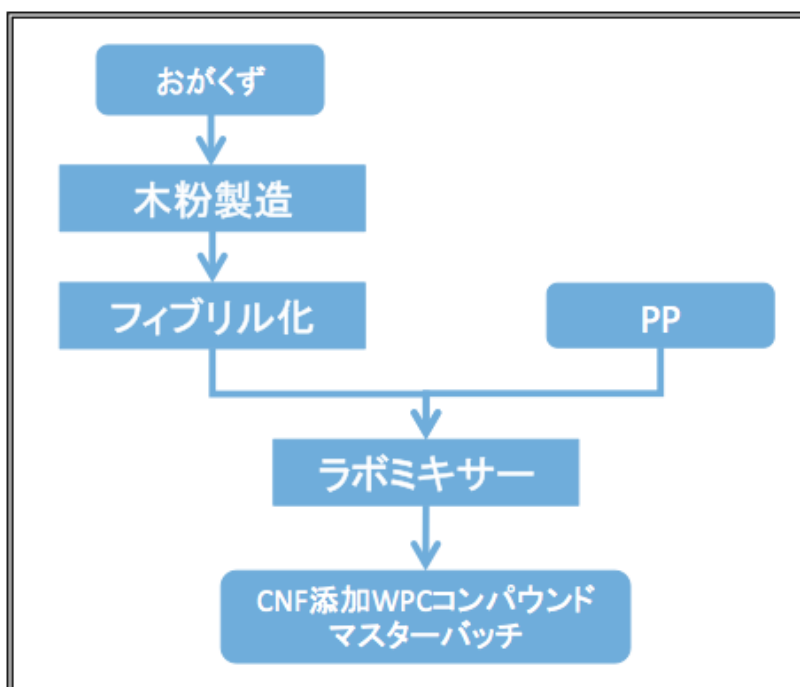 おがくず
木粉製造
フィブリル化
PP
ラボミキサー
CNF添加WPCコンパウンド
マスターバッチ